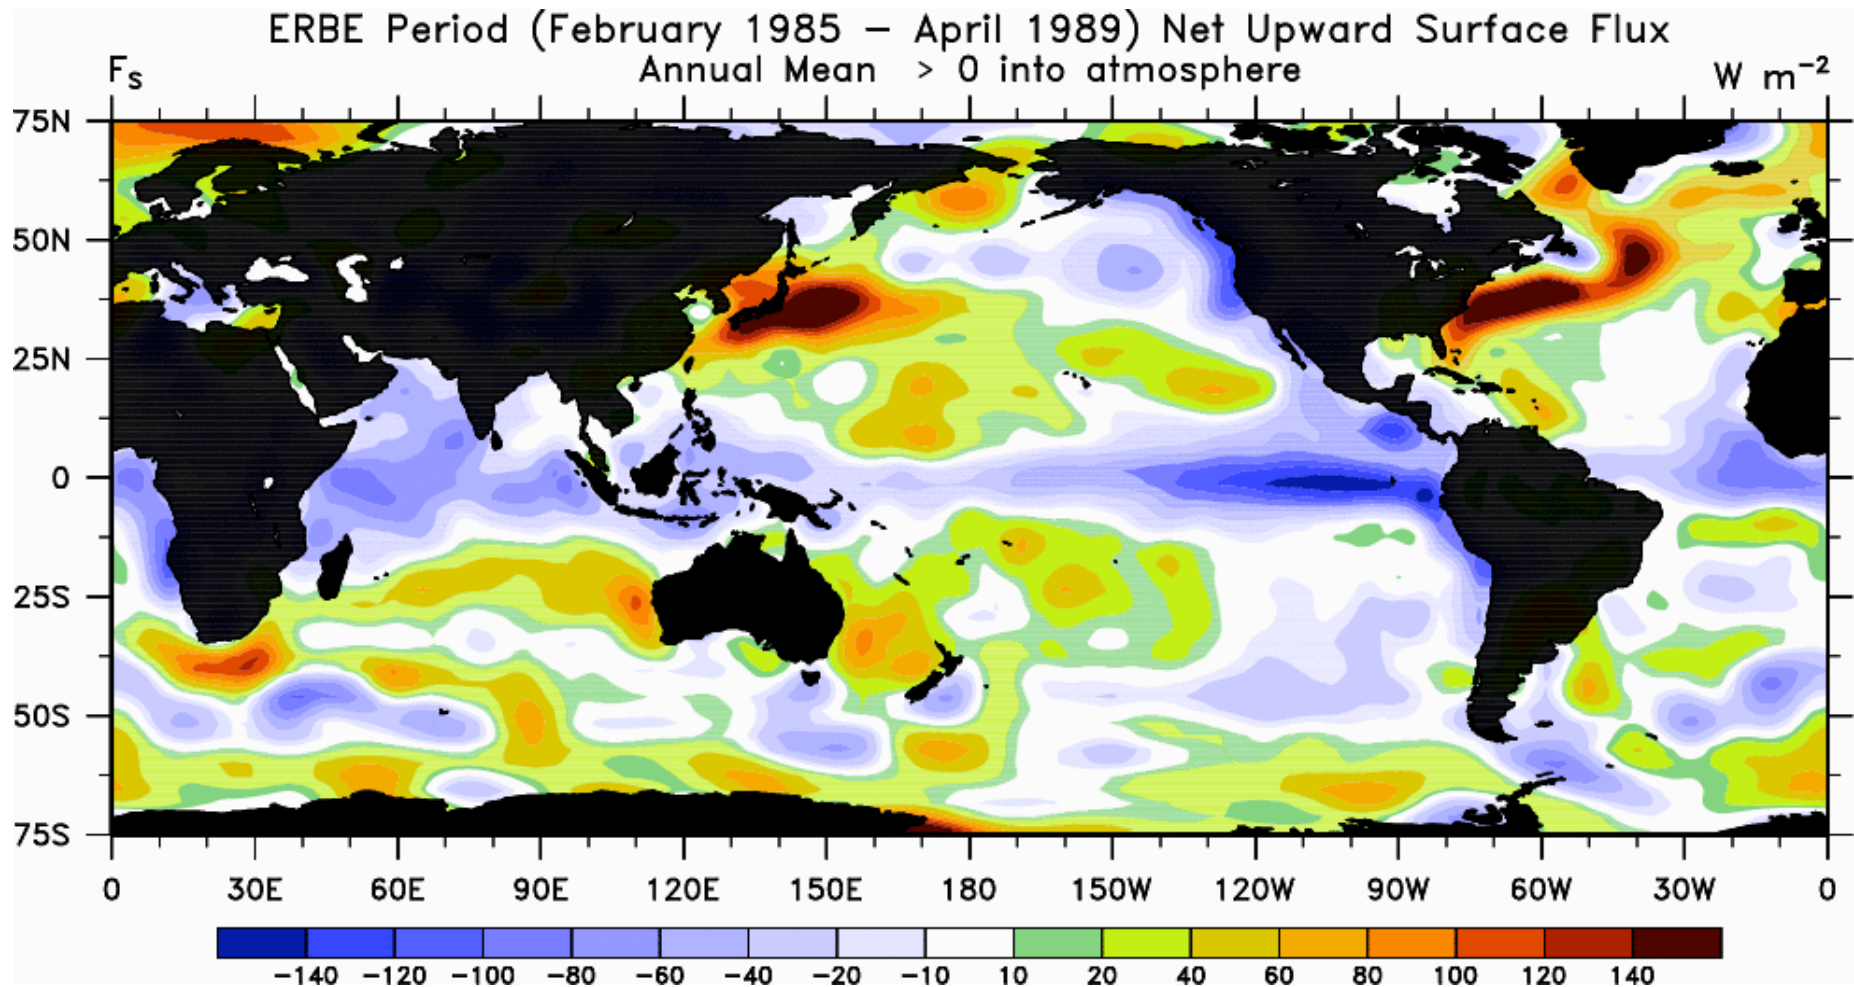 ERBE Period (February 1985 – April 1989) Net Upward Surface Flux
Fs Annual Mean > 0 into atmosphere W m−2
75N
50N
25N
0
25S
50S
75S
0 30E 60E 90E 120E 150E 180 150W 120W 90W 60W 30W 0
−140 −120 −100 −80 −60 −40 −20 −10 10 20 40 60 80 100 120 140